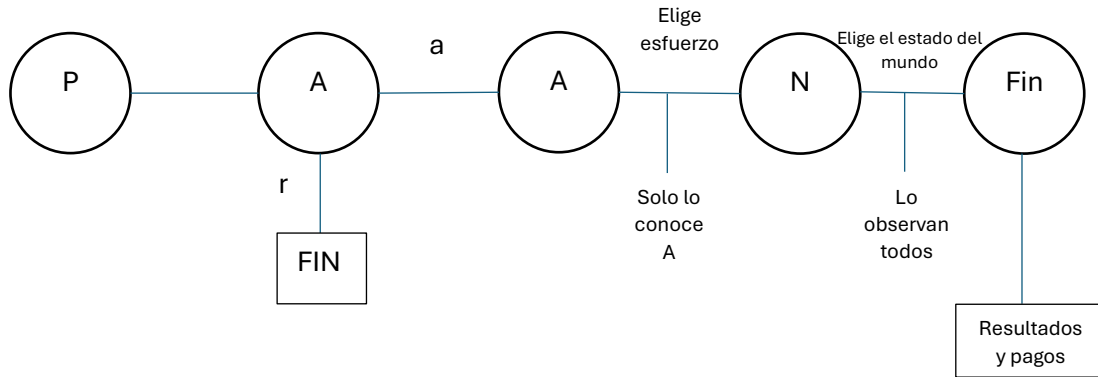 P
A
a
A
Elige
esfuerzo
N
Elige el estado del
mundo
Fin
r
FIN
Solo lo
conoce
A
Lo
observan
todos
Resultados
y pagos